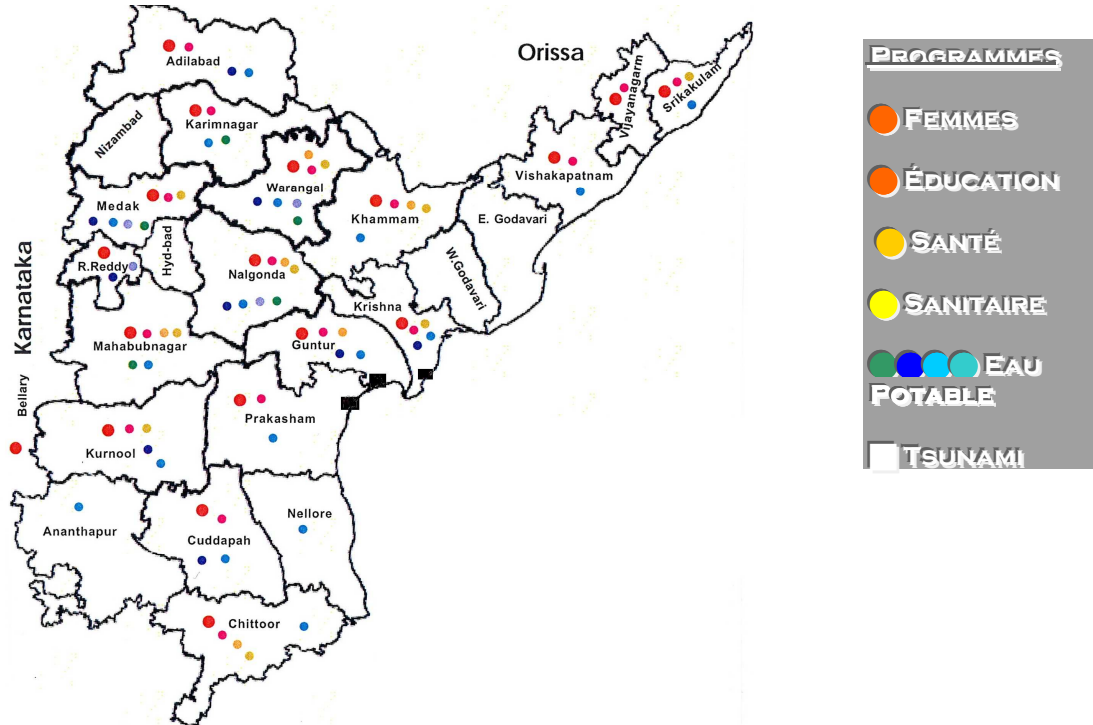 Orissa
Adilabad
Vijayanagarm
Srikakulam
Karimnagar
Nizambad
Vishakapatnam
Warangal
Medak
Khammam
E. Godavari
Hyd-bad
R.Reddy
Nalgonda
W.Godavari
Karnataka
Krishna
Mahabubnagar
Guntur
Bellary
Prakasham
Kurnool
Nellore
Ananthapur
Cuddapah
Chittoor
PROGRAMMES
FEMMES
ÉDUCATION
SANTÉ
SANITAIRE
EAU
POTABLE
TSUNAMI